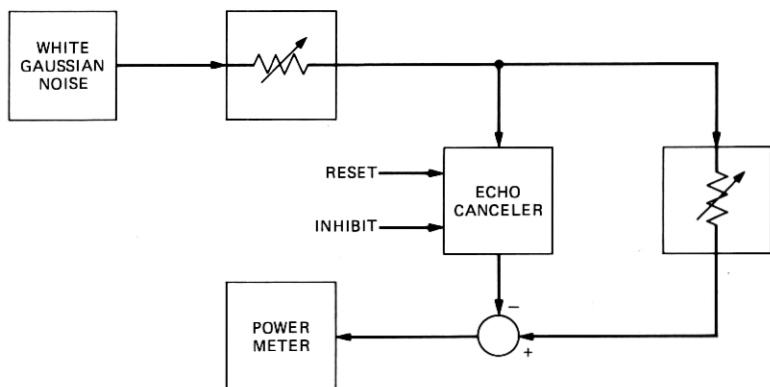 WHITE
GAUSSIAN
NOISE
RESET
INHIBIT
ECHO
CANCELER
−
+
POWER
METER